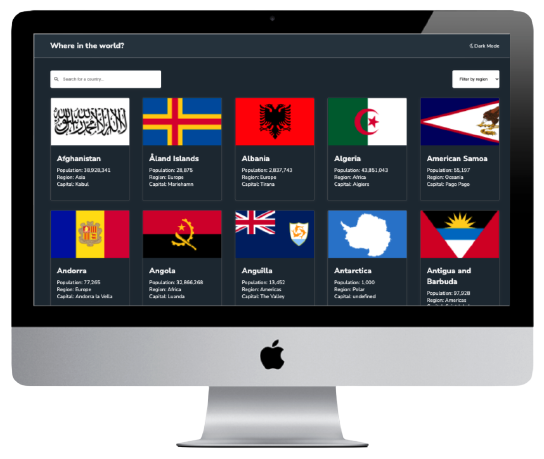 Where in the world?
Dark Mode
Search for a country...
Filter by region
Afghanistan
Population: 38,928,341
Region: Asia
Capital: Kabul
Åland Islands
Population: 28,875
Region: Europe
Capital: Mariehamn
Albania
Population: 2,837,743
Region: Europe
Capital: Tirana
Algeria
Population: 43,851,043
Region: Africa
Capital: Algiers
American Samoa
Population: 55,197
Region: Oceania
Capital: Pago Pago
Andorra
Population: 77,265
Region: Europe
Capital: Andorra la Vella
Angola
Population: 32,866,268
Region: Africa
Capital: Luanda
Anguilla
Population: 13,452
Region: Americas
Capital: The Valley
Antarctica
Population: 1,000
Region: Polar
Capital: undefined
Antigua and
Barbuda
Population: 97,928
Region: Americas